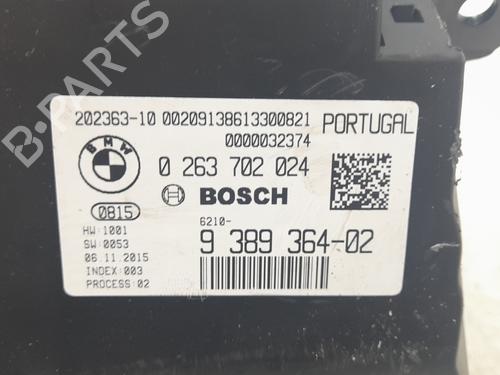 202363-10 00209138613300821 PORTUGAL
0000032374
BMW
0 263 702 024
0815
BOSCH
HW:1001
SW:0053
06.11.2015
INDEX:003
PROCESS:02
6210-
9 389 364-02
B-PARTS